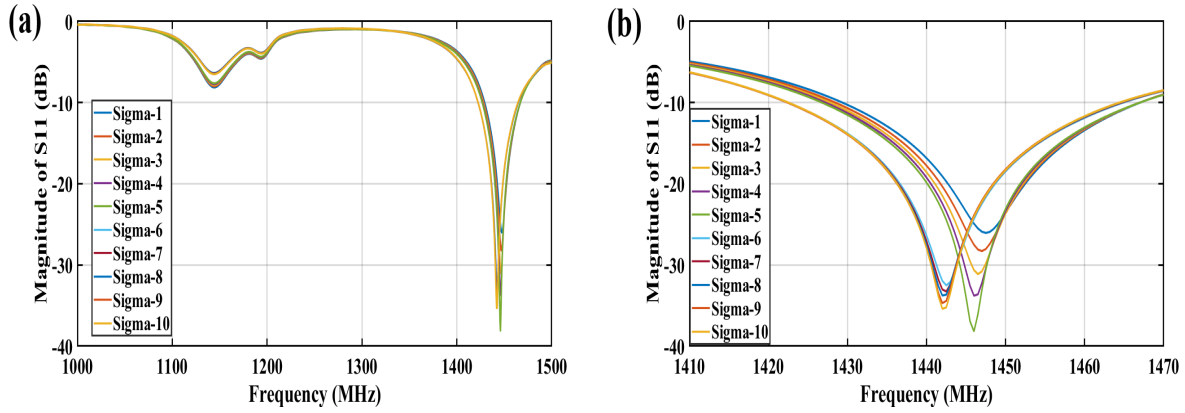 (a)
Magnitude of S11 (dB)
0
-10
-20
-30
-40
Sigma-1
Sigma-2
Sigma-3
Sigma-4
Sigma-5
Sigma-6
Sigma-7
Sigma-8
Sigma-9
Sigma-10
1000 1100 1200 1300 1400 1500
Frequency (MHz)
(b)
Magnitude of S11 (dB)
0
-10
-20
-30
-40
Sigma-1
Sigma-2
Sigma-3
Sigma-4
Sigma-5
Sigma-6
Sigma-7
Sigma-8
Sigma-9
Sigma-10
1410 1420 1430 1440 1450 1460 1470
Frequency (MHz)